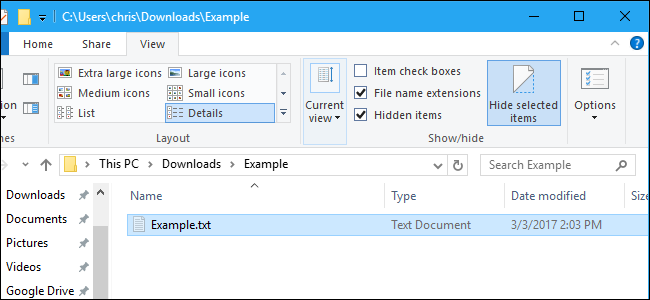 C:\Users\chris\Downloads\Example
Home Share View
Extra large icons Large icons
Medium icons Small icons
List Details
Layout
Current view
Item check boxes
File name extensions
Hidden items
Hide selected items
Show/hide
Options
This PC Downloads Example
Search Example
Downloads
Documents
Pictures
Videos
Google Drive
Name Type Date modified
Example.txt Text Document 3/3/2017 2:03 PM